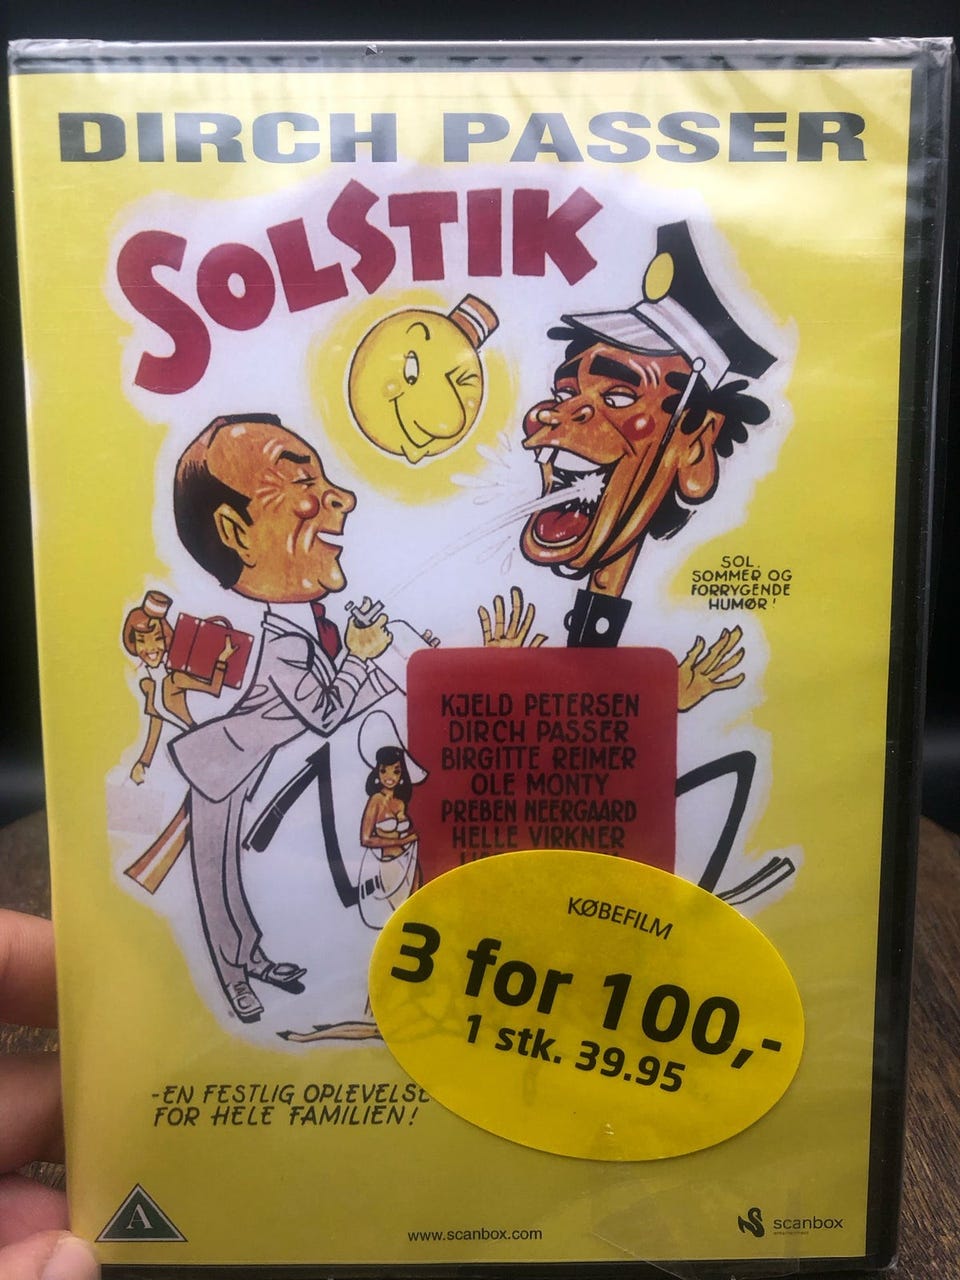 DIRCH PASSER
SOLSTIK
SOL,
SOMMER OG
FORRYGENDE
HUMØR!
KJELD PETERSEN
DIRCH PASSER
BIRGITTE REIMER
OLE MONTY
PREBEN NEERGAARD
HELLE VIRKNER
KØBEFILM
3 for 100,-
1 stk. 39.95
-EN FESTLIG OPLEVELSE
FOR HELE FAMILIEN!
A
www.scanbox.com
scanbox